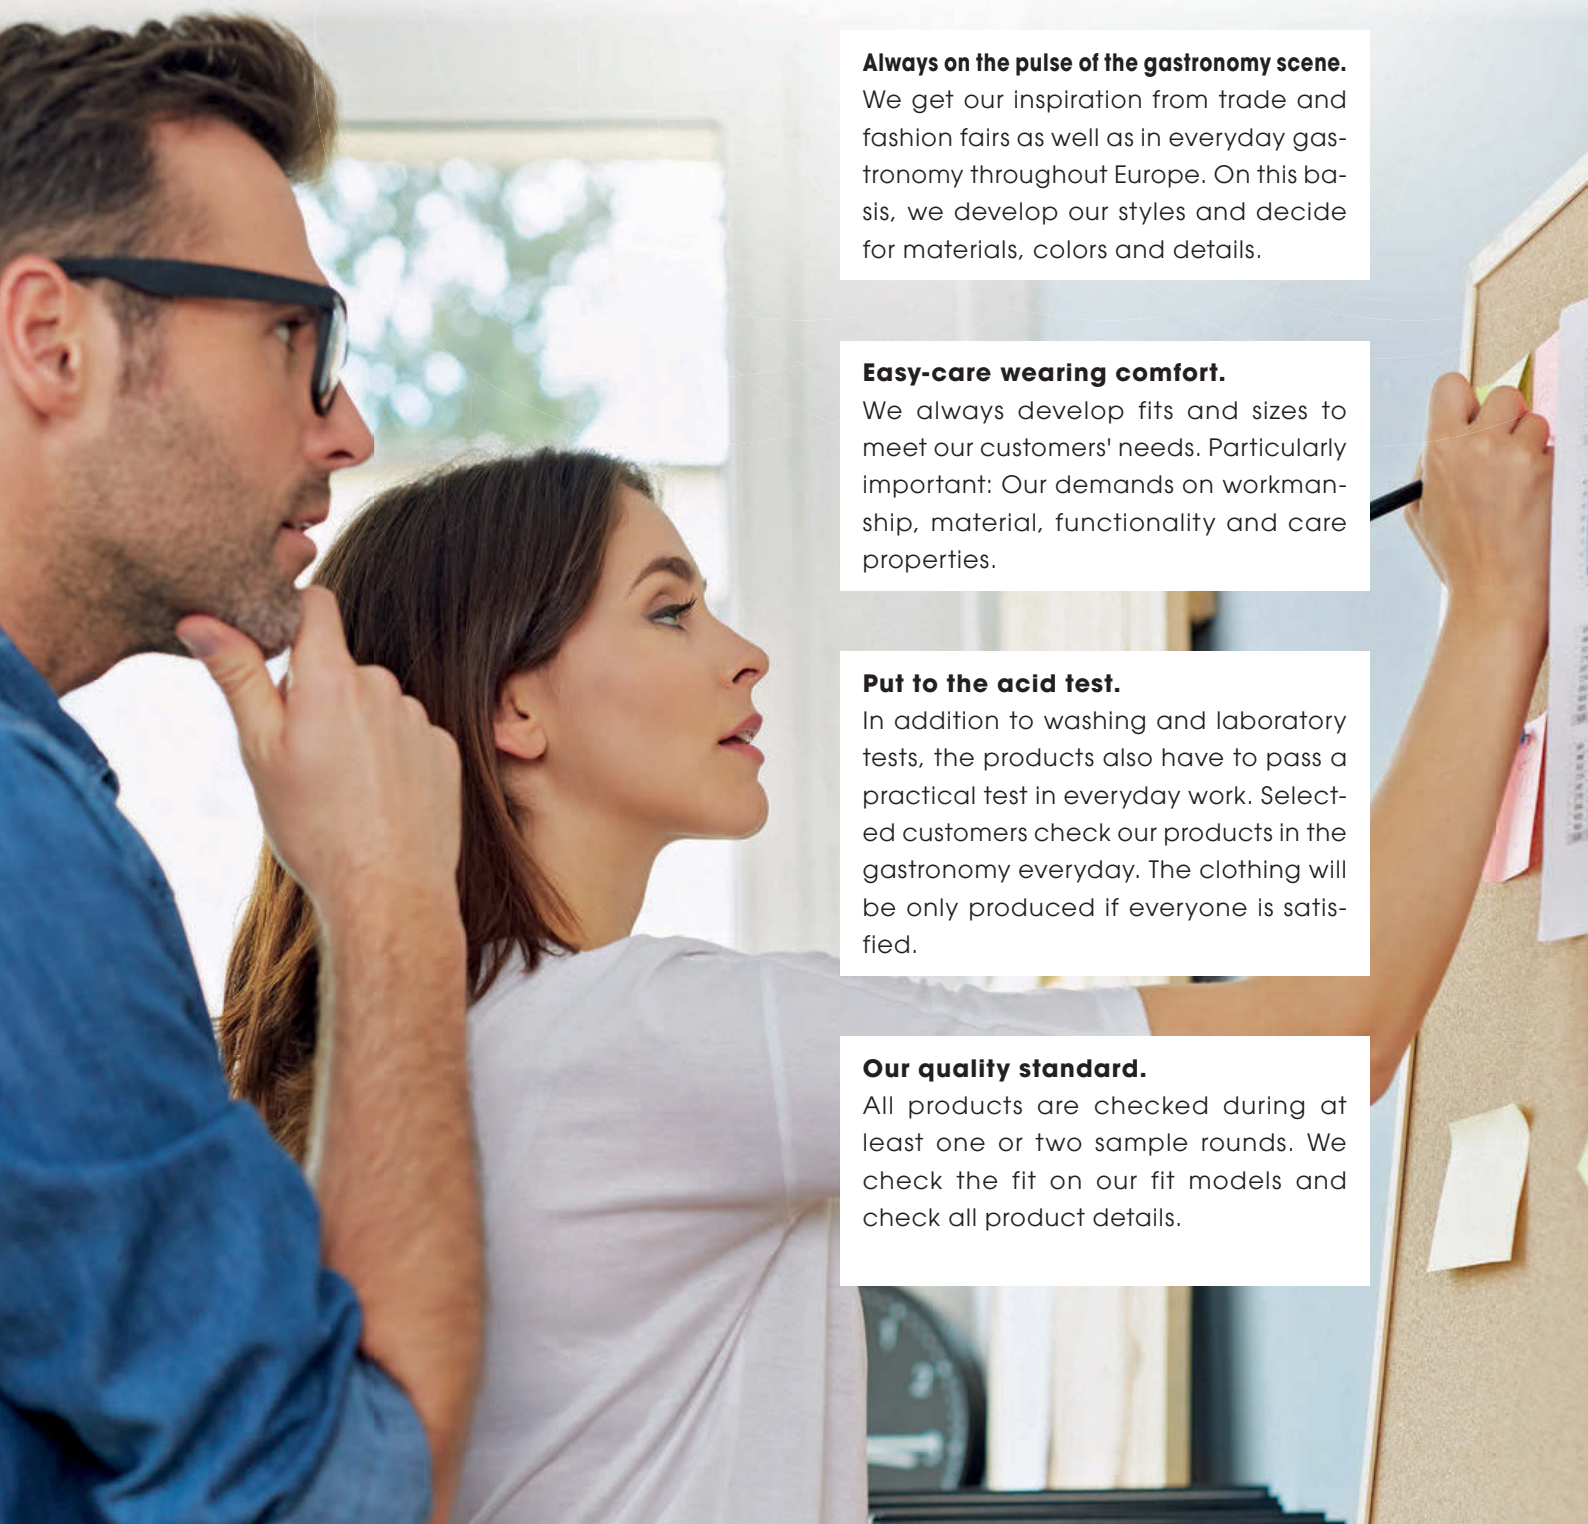 Always on the pulse of the gastronomy scene.
We get our inspiration from trade and
fashion fairs as well as in everyday gas-
tronomy throughout Europe. On this ba-
sis, we develop our styles and decide
for materials, colors and details.
Easy-care wearing comfort.
We always develop fits and sizes to
meet our customers' needs. Particularly
important: Our demands on workman-
ship, material, functionality and care
properties.
Put to the acid test.
In addition to washing and laboratory
tests, the products also have to pass a
practical test in everyday work. Select-
ed customers check our products in the
gastronomy everyday. The clothing will
be only produced if everyone is satis-
fied.
Our quality standard.
All products are checked during at
least one or two sample rounds. We
check the fit on our fit models and
check all product details.